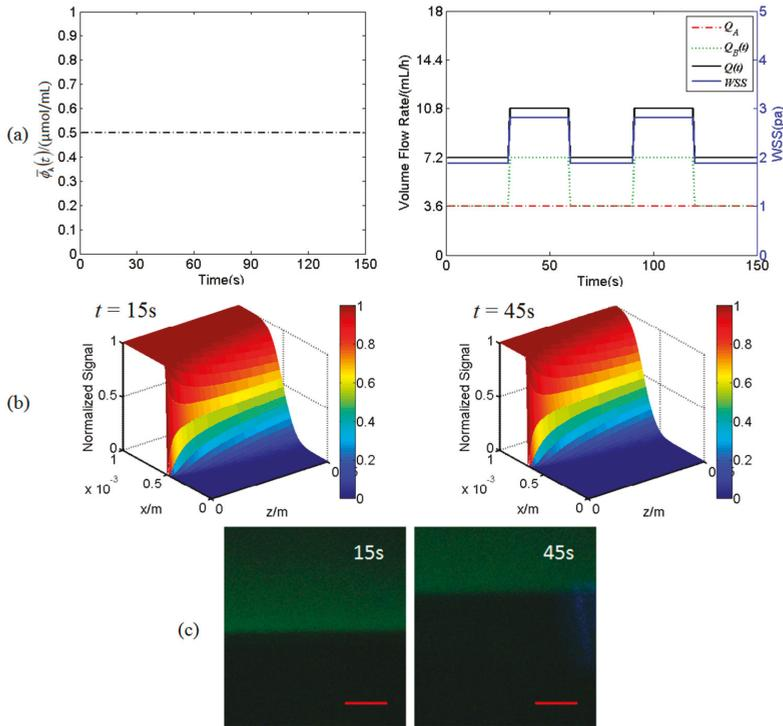 (a)
1
0.9
0.8
0.7
0.6
0.5
0.4
0.3
0.2
0.1
0
0 30 60 90 120 150
Time(s)
ϕ̅_A(t)/(μmol/mL)
18
14.4
10.8
7.2
3.6
0
0 50 100 150
Time(s)
Volume Flow Rate/(mL/h)
5
4
3
2
1
0
WSS(pa)
Q_A
Q_B(t)
Q(t)
WSS
(b)
t = 15s
Normalized Signal
1
0.5
0
1
x 10^-3
0.5
0
x/m
0
z/m
1
0.8
0.6
0.4
0.2
0
t = 45s
Normalized Signal
1
0.5
0
1
x 10^-3
0.5
0
x/m
0
z/m
1
0.8
0.6
0.4
0.2
0
(c)
15s
45s